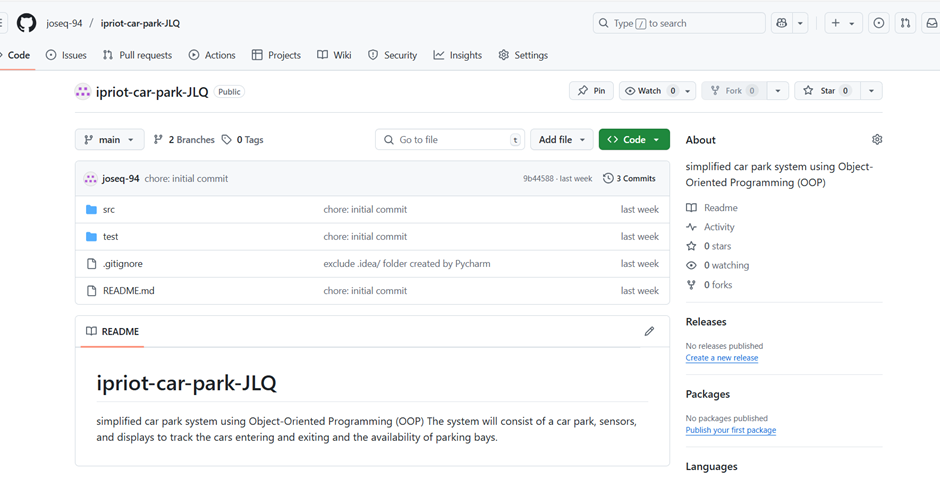 joseq-94 / ipriot-car-park-JLQ
Type / to search
Code Issues Pull requests Actions Projects Wiki Security Insights Settings
ipriot-car-park-JLQ Public
Pin Watch 0 Fork 0 Star 0
main 2 Branches 0 Tags Go to file t Add file Code
joseq-94 chore: initial commit 9b44588 · last week 3 Commits
src chore: initial commit last week
test chore: initial commit last week
.gitignore exclude .idea/ folder created by Pycharm last week
README.md chore: initial commit last week
README
ipriot-car-park-JLQ
simplified car park system using Object-Oriented Programming (OOP) The system will consist of a car park, sensors,
and displays to track the cars entering and exiting and the availability of parking bays.
About
simplified car park system using Object-
Oriented Programming (OOP)
Readme
Activity
0 stars
0 watching
0 forks
Releases
No releases published
Create a new release
Packages
No packages published
Publish your first package
Languages